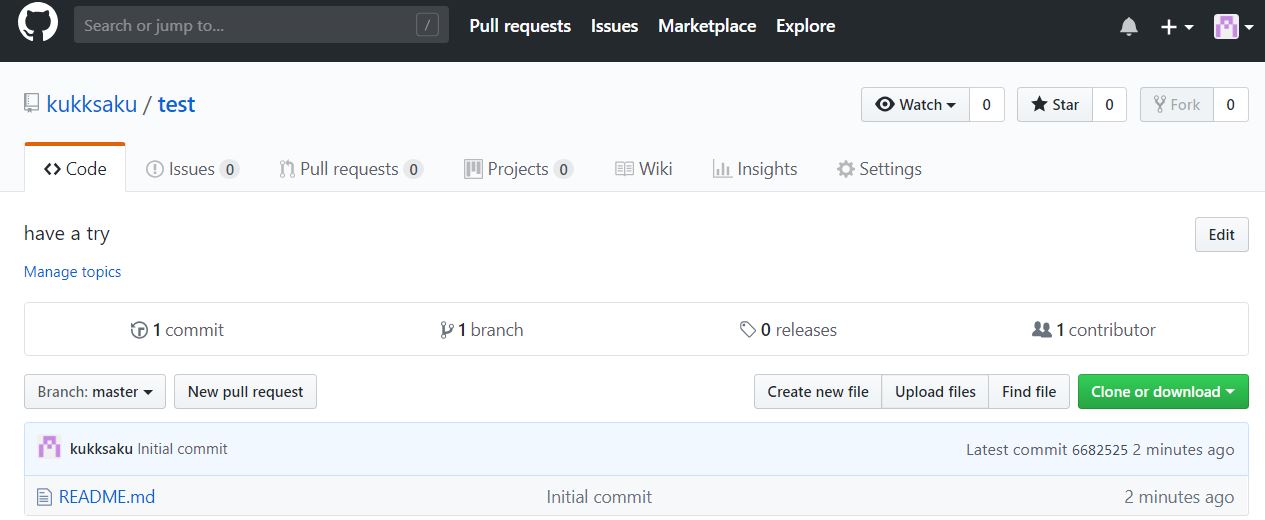 Search or jump to... / Pull requests Issues Marketplace Explore
kukksaku / test Watch 0 Star 0 Fork 0
Code Issues 0 Pull requests 0 Projects 0 Wiki Insights Settings
have a try Edit
Manage topics
1 commit 1 branch 0 releases 1 contributor
Branch: master New pull request Create new file Upload files Find file Clone or download
kukksaku Initial commit Latest commit 6682525 2 minutes ago
README.md Initial commit 2 minutes ago